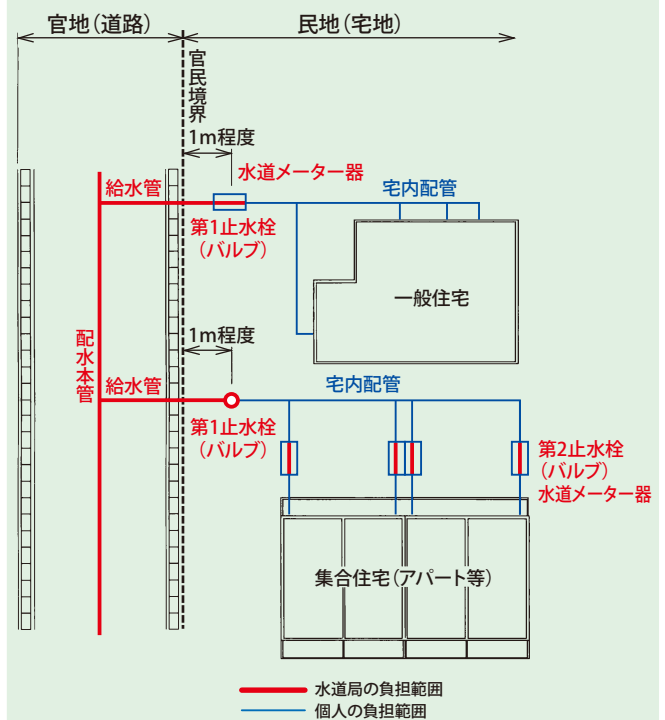 官地（道路）
民地（宅地）
官民境界
1m程度
水道メーター器
給水管
宅内配管
第1止水栓
（バルブ）
一般住宅
1m程度
配水本管
給水管
宅内配管
第1止水栓
（バルブ）
第2止水栓
（バルブ）
水道メーター器
集合住宅（アパート等）
水道局の負担範囲
個人の負担範囲